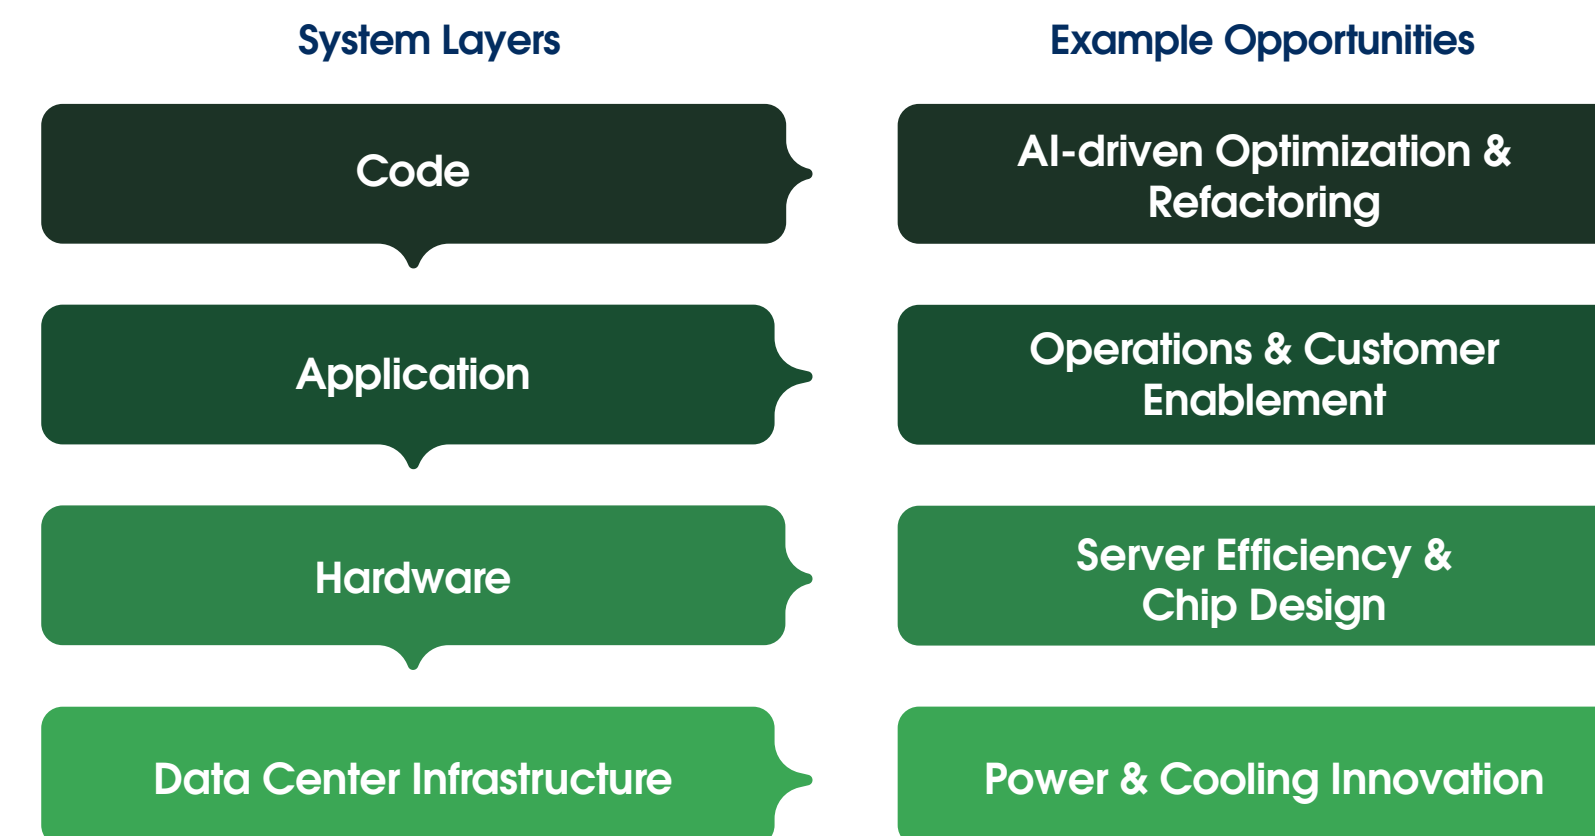 System Layers
Example Opportunities
Code
AI-driven Optimization &
Refactoring
Application
Operations & Customer
Enablement
Hardware
Server Efficiency &
Chip Design
Data Center Infrastructure
Power & Cooling Innovation